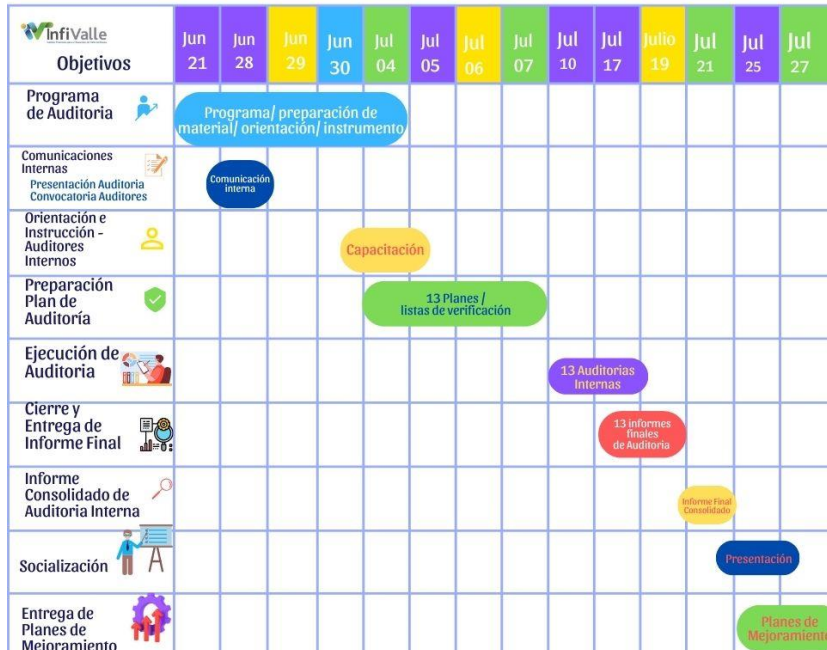 InfiValle
Objetivos
Jun 21
Jun 28
Jun 29
Jun 30
Jul 04
Jul 05
Jul 06
Jul 07
Jul 10
Jul 17
Julio 19
Jul 21
Jul 25
Jul 27
Programa
de Auditoria
Programa/ preparación de
material/ orientación/ instrumento
Comunicaciones
Internas
Presentación Auditoria
Convocatoria Auditores
Comunicación
interna
Orientación e
Instrucción -
Auditores
Internos
Capacitación
Preparación
Plan de
Auditoría
13 Planes /
listas de verificación
Ejecución de
Auditoria
13 Auditorias
Internas
Cierre y
Entrega de
Informe Final
13 informes
finales
de Auditoria
Informe
Consolidado de
Auditoria Interna
Informe Final
Consolidado
Socialización
Presentación
Entrega de
Planes de
Mejoramiento
Planes de
Mejoramiento